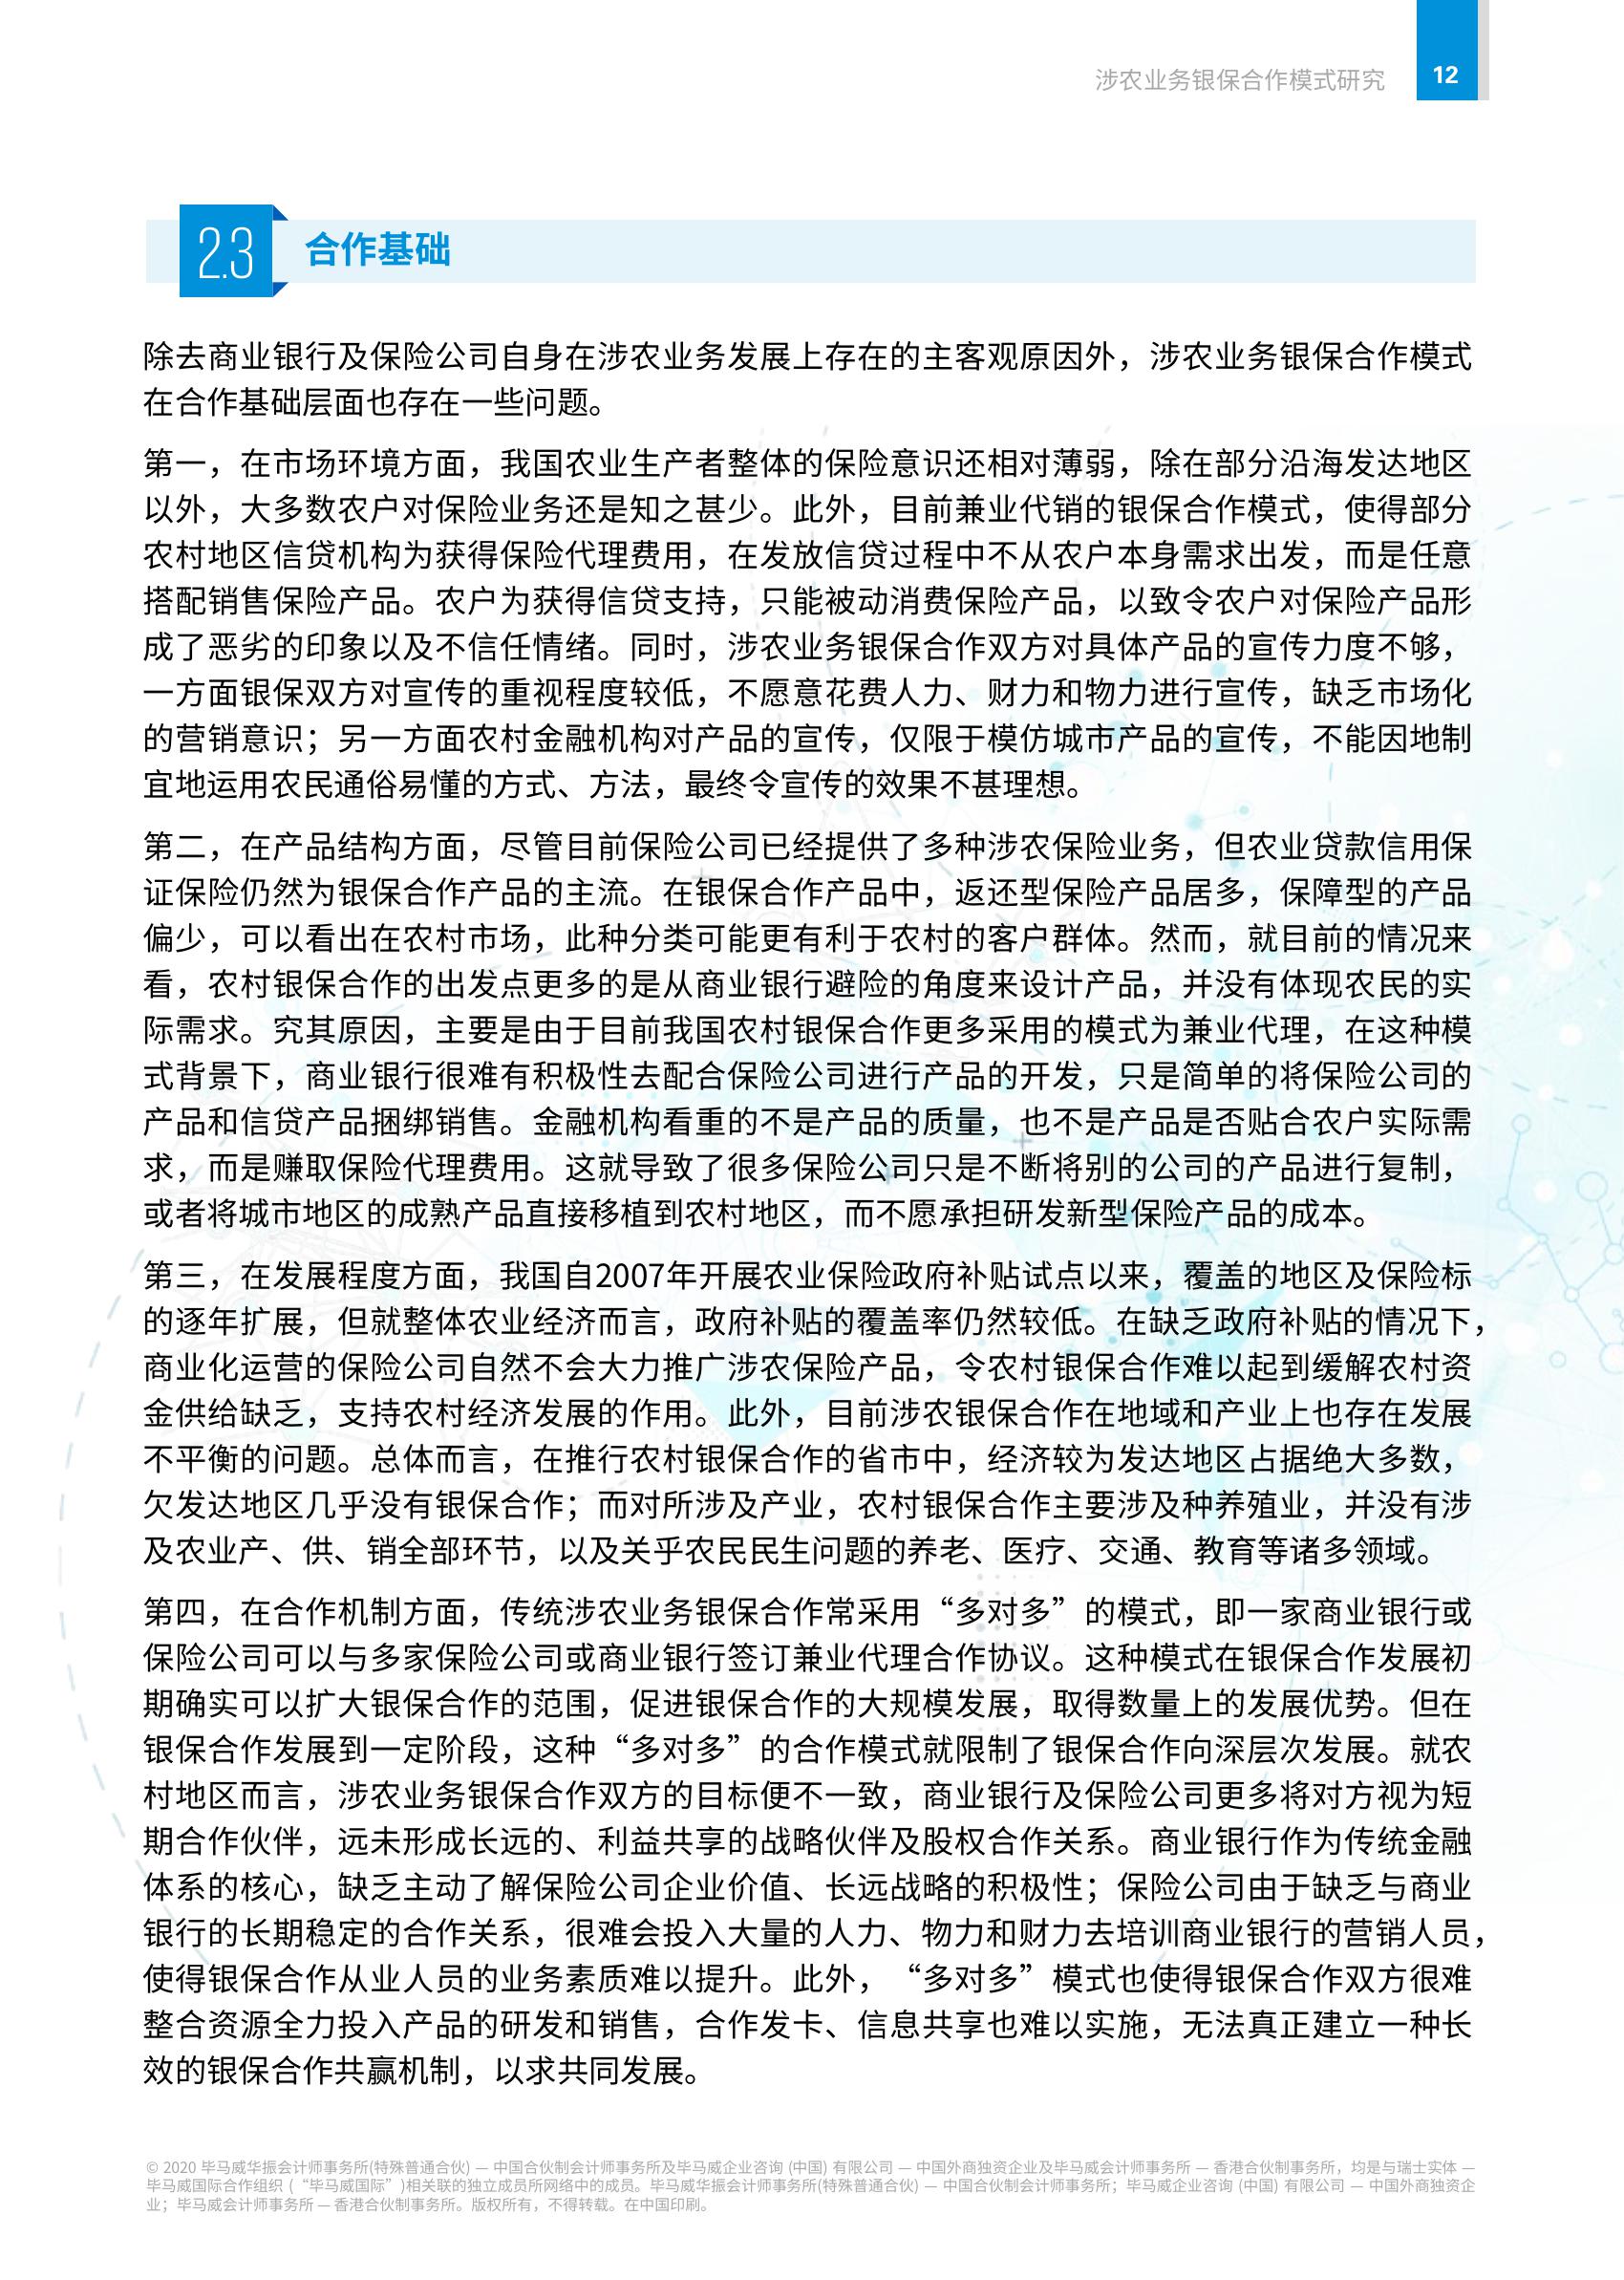 涉农业务银保合作模式研究
12
2.3
合作基础
除去商业银行及保险公司自身在涉农业务发展上存在的主客观原因外，涉农业务银保合作模式
在合作基础层面也存在一些问题。
第一，在市场环境方面，我国农业生产者整体的保险意识还相对薄弱，除在部分沿海发达地区
以外，大多数农户对保险业务还是知之甚少。此外，目前兼业代销的银保合作模式，使得部分
农村地区信贷机构为获得保险代理费用，在发放信贷过程中不从农户本身需求出发，而是任意
搭配销售保险产品。农户为获得信贷支持，只能被动消费保险产品，以致令农户对保险产品形
成了恶劣的印象以及不信任情绪。同时，涉农业务银保合作双方对具体产品的宣传力度不够，
一方面银保双方对宣传的重视程度较低，不愿意花费人力、财力和物力进行宣传，缺乏市场化
的营销意识；另一方面农村金融机构对产品的宣传，仅限于模仿城市产品的宣传，不能因地制
宜地运用农民通俗易懂的方式、方法，最终令宣传的效果不甚理想。
第二，在产品结构方面，尽管目前保险公司已经提供了多种涉农保险业务，但农业贷款信用保
证保险仍然为银保合作产品的主流。在银保合作产品中，返还型保险产品居多，保障型的产品
偏少，可以看出在农村市场，此种分类可能更有利于农村的客户群体。然而，就目前的情况来
看，农村银保合作的出发点更多的是从商业银行避险的角度来设计产品，并没有体现农民的实
际需求。究其原因，主要是由于目前我国农村银保合作更多采用的模式为兼业代理，在这种模
式背景下，商业银行很难有积极性去配合保险公司进行产品的开发，只是简单的将保险公司的
产品和信贷产品捆绑销售。金融机构看重的不是产品的质量，也不是产品是否贴合农户实际需
求，而是赚取保险代理费用。这就导致了很多保险公司只是不断将别的公司的产品进行复制，
或者将城市地区的成熟产品直接移植到农村地区，而不愿承担研发新型保险产品的成本。
第三，在发展程度方面，我国自2007年开展农业保险政府补贴试点以来，覆盖的地区及保险标
的逐年扩展，但就整体农业经济而言，政府补贴的覆盖率仍然较低。在缺乏政府补贴的情况下，
商业化运营的保险公司自然不会大力推广涉农保险产品，令农村银保合作难以起到缓解农村资
金供给缺乏，支持农村经济发展的作用。此外，目前涉农银保合作在地域和产业上也存在发展
不平衡的问题。总体而言，在推行农村银保合作的省市中，经济较为发达地区占据绝大多数，
欠发达地区几乎没有银保合作；而对所涉及产业，农村银保合作主要涉及种养殖业，并没有涉
及农业产、供、销全部环节，以及关乎农民民生问题的养老、医疗、交通、教育等诸多领域。
第四，在合作机制方面，传统涉农业务银保合作常采用“多对多”的模式，即一家商业银行或
保险公司可以与多家保险公司或商业银行签订兼业代理合作协议。这种模式在银保合作发展初
期确实可以扩大银保合作的范围，促进银保合作的大规模发展，取得数量上的发展优势。但在
银保合作发展到一定阶段，这种“多对多”的合作模式就限制了银保合作向深层次发展。就农
村地区而言，涉农业务银保合作双方的目标便不一致，商业银行及保险公司更多将对方视为短
期合作伙伴，远未形成长远的、利益共享的战略伙伴及股权合作关系。商业银行作为传统金融
体系的核心，缺乏主动了解保险公司企业价值、长远战略的积极性；保险公司由于缺乏与商业
银行的长期稳定的合作关系，很难会投入大量的人力、物力和财力去培训商业银行的营销人员，
使得银保合作从业人员的业务素质难以提升。此外，“多对多”模式也使得银保合作双方很难
整合资源全力投入产品的研发和销售，合作发卡、信息共享也难以实施，无法真正建立一种长
效的银保合作共赢机制，以求共同发展。
© 2020 毕马威华振会计师事务所(特殊普通合伙) — 中国合伙制会计师事务所及毕马威企业咨询 (中国) 有限公司 — 中国外商独资企业及毕马威会计师事务所 — 香港合伙制事务所，均是与瑞士实体 —
毕马威国际合作组织 (“毕马威国际”)相关联的独立成员所网络中的成员。毕马威华振会计师事务所(特殊普通合伙) — 中国合伙制会计师事务所；毕马威企业咨询 (中国) 有限公司 — 中国外商独资企
业；毕马威会计师事务所 — 香港合伙制事务所。版权所有，不得转载。在中国印刷。